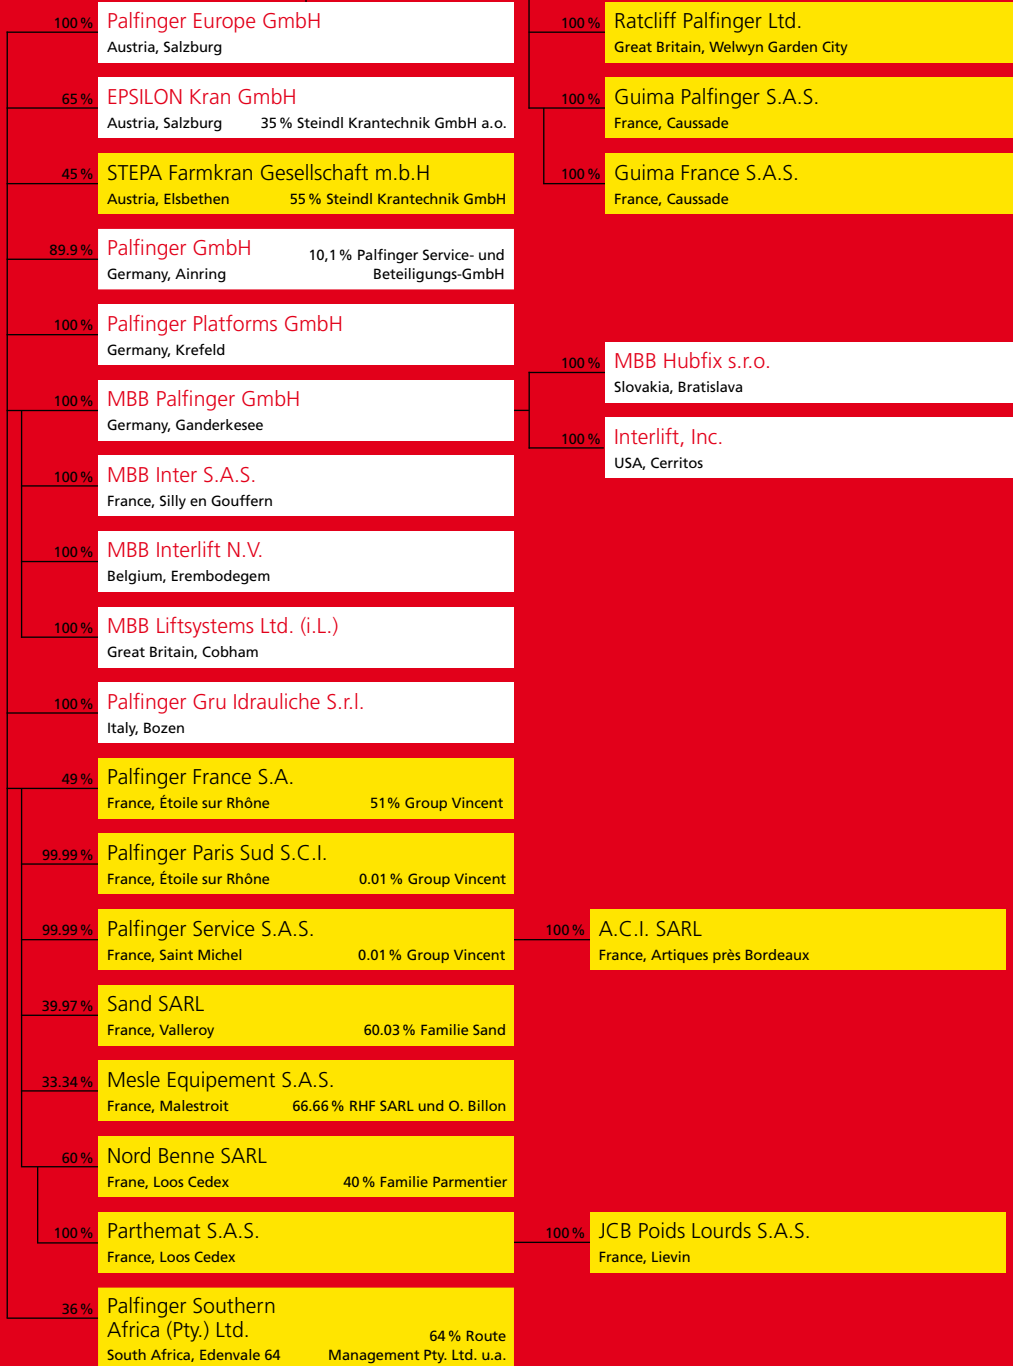 100 %
Palfinger Europe GmbH
Austria, Salzburg
65 %
EPSILON Kran GmbH
Austria, Salzburg 35 % Steindl Krantechnik GmbH a.o.
45 %
STEPA Farmkran Gesellschaft m.b.H
Austria, Elsbethen 55 % Steindl Krantechnik GmbH
89.9 %
Palfinger GmbH
10,1 % Palfinger Service- und
Germany, Ainring Beteiligungs-GmbH
100 %
Palfinger Platforms GmbH
Germany, Krefeld
100 %
MBB Palfinger GmbH
Germany, Ganderkesee
100 %
MBB Inter S.A.S.
France, Silly en Gouffern
100 %
MBB Interlift N.V.
Belgium, Erembodegem
100 %
MBB Liftsystems Ltd. (i.L.)
Great Britain, Cobham
100 %
Palfinger Gru Idrauliche S.r.l.
Italy, Bozen
49 %
Palfinger France S.A.
France, Étoile sur Rhône 51% Group Vincent
99.99 %
Palfinger Paris Sud S.C.I.
France, Étoile sur Rhône 0.01 % Group Vincent
99.99 %
Palfinger Service S.A.S.
France, Saint Michel 0.01 % Group Vincent
39.97 %
Sand SARL
France, Valleroy 60.03 % Familie Sand
33.34 %
Mesle Equipement S.A.S.
France, Malestroit 66.66 % RHF SARL und O. Billon
60 %
Nord Benne SARL
Frane, Loos Cedex 40 % Familie Parmentier
100 %
Parthemat S.A.S.
France, Loos Cedex
36 %
Palfinger Southern
Africa (Pty.) Ltd.
64 % Route
South Africa, Edenvale 64 Management Pty. Ltd. u.a.
100 %
Ratcliff Palfinger Ltd.
Great Britain, Welwyn Garden City
100 %
Guima Palfinger S.A.S.
France, Caussade
100 %
Guima France S.A.S.
France, Caussade
100 %
MBB Hubfix s.r.o.
Slovakia, Bratislava
100 %
Interlift, Inc.
USA, Cerritos
100 %
A.C.I. SARL
France, Artiques près Bordeaux
100 %
JCB Poids Lourds S.A.S.
France, Lievin